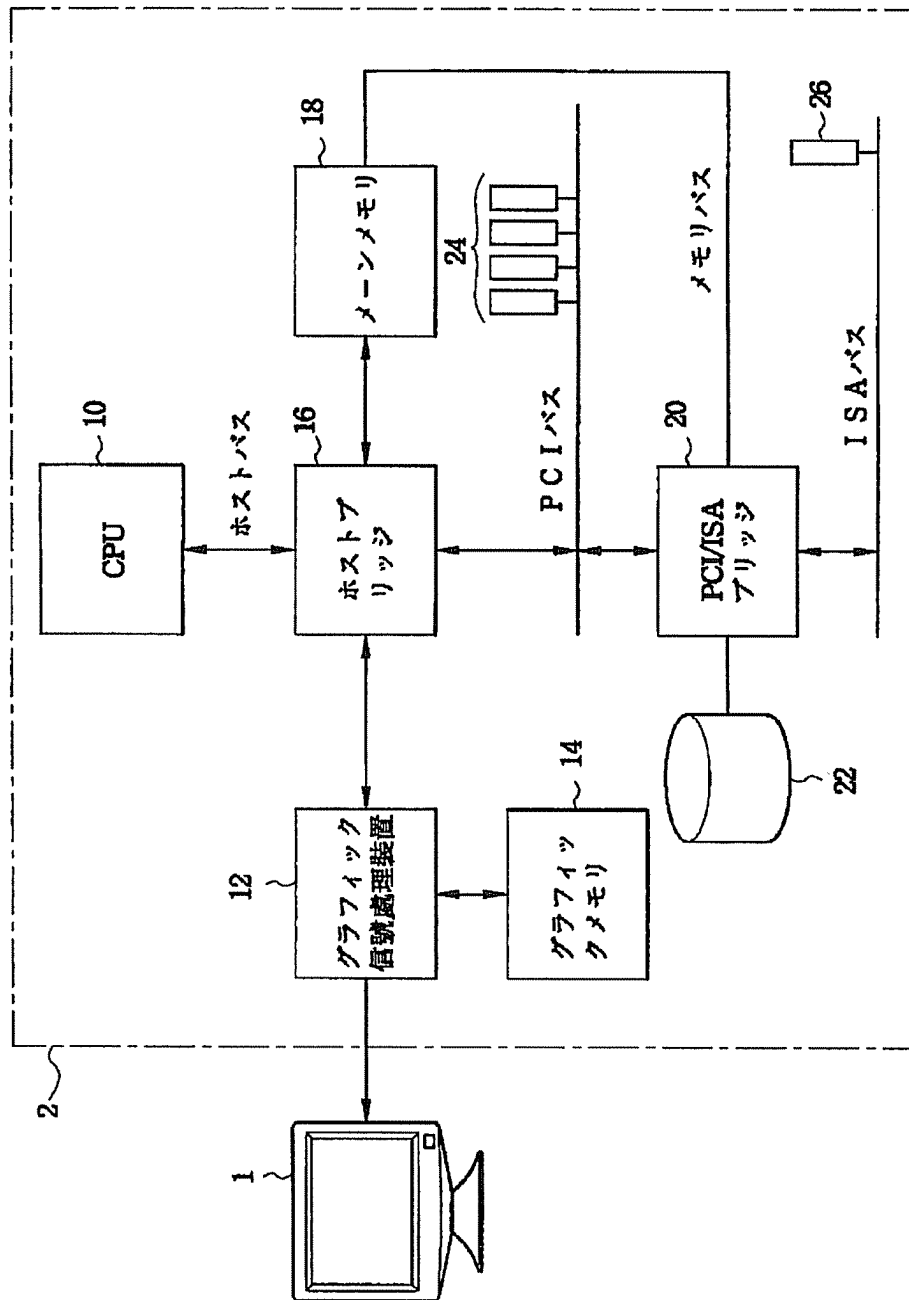 2
CPU
10
ホストバス
1
12
グラフィック
信號處理裝置
16
ホストブ
リッジ
18
メーンメモリ
24
14
グラフィッ
クメモリ
PCIバス
20
PCI/ISA
ブリッジ
メモリバス
22
26
ISAバス